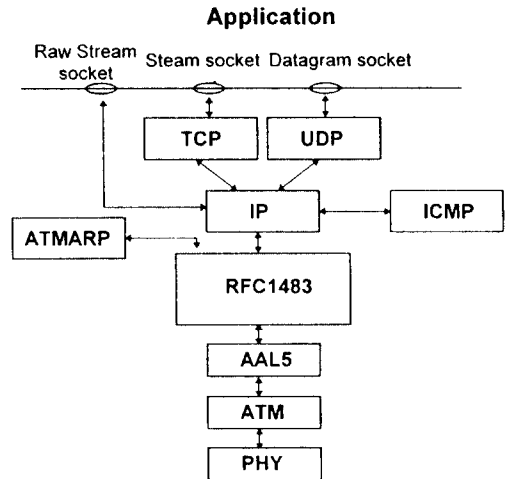 Application
Raw Stream
socket
Steam socket
Datagram socket
TCP
UDP
IP
ICMP
ATMARP
RFC1483
AAL5
ATM
PHY